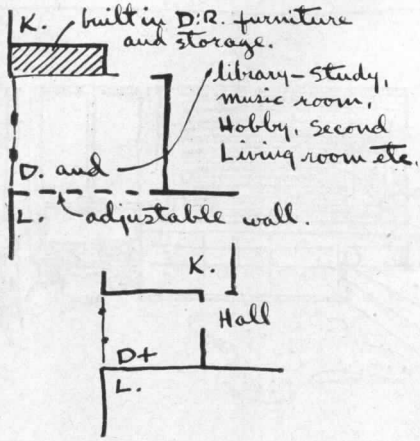 K. built in D.R. furniture
and storage.
library-study,
music room,
Hobby, Second
Living room etc.
D. and
L. adjustable wall.
K.
Hall
D+
L.